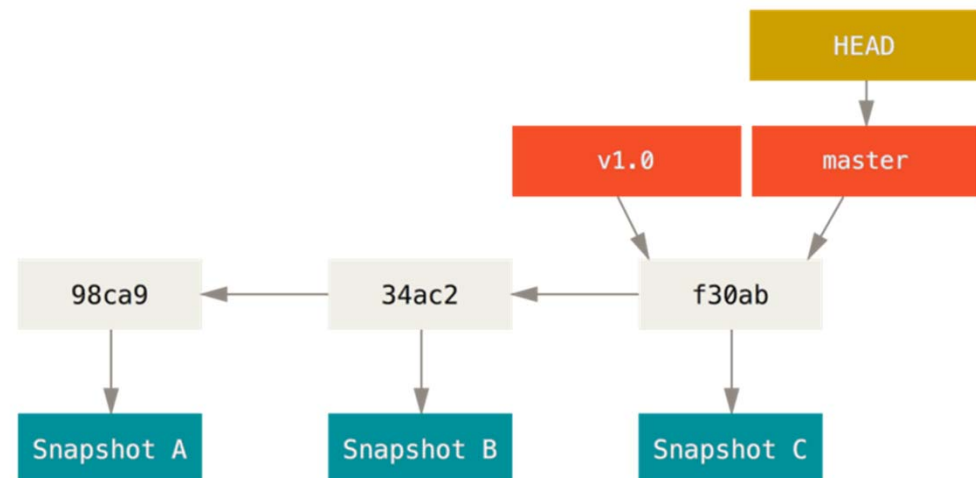 HEAD
v1.0
master
98ca9
34ac2
f30ab
Snapshot A
Snapshot B
Snapshot C